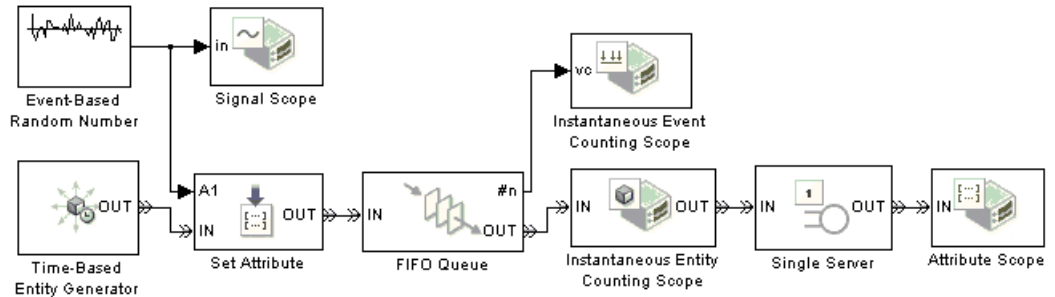 in
Event-Based
Random Number
Signal Scope
vc
Instantaneous Event
Counting Scope
OUT
A1
IN
OUT
IN
#n
OUT
IN
OUT
IN
1
OUT
IN
[...]
Time-Based
Entity Generator
Set Attribute
[...]
[...]
FIFO Queue
Instantaneous Entity
Counting Scope
Single Server
Attribute Scope